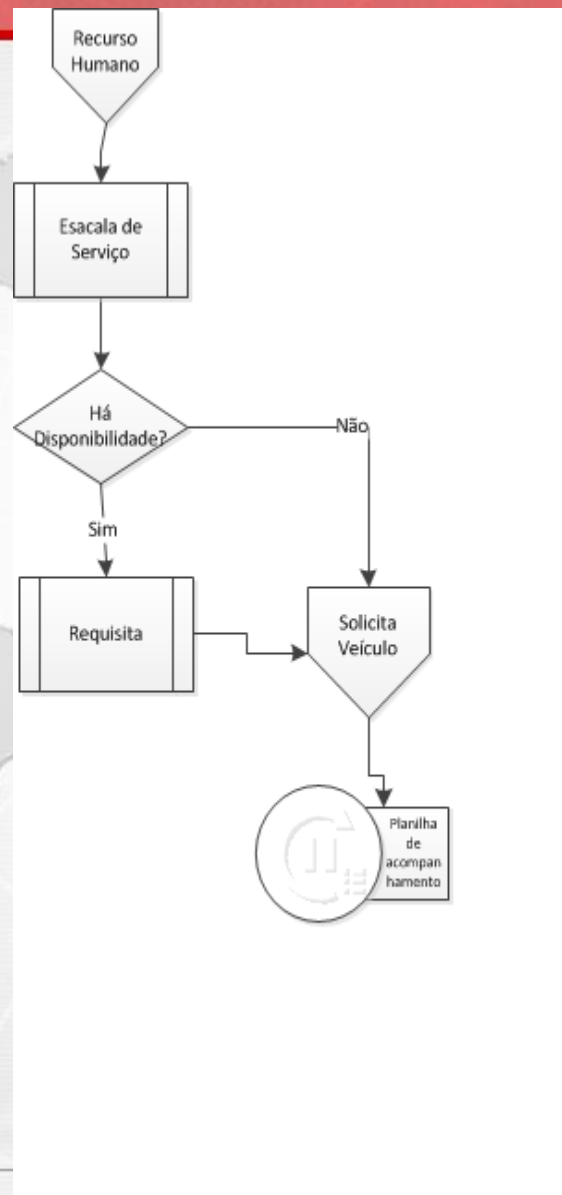 Recurso
Humano
Esacala de
Serviço
Há
Disponibilidade?
Não
Sim
Requisita
Solicita
Veículo
Planilha
de
acompan
hamento